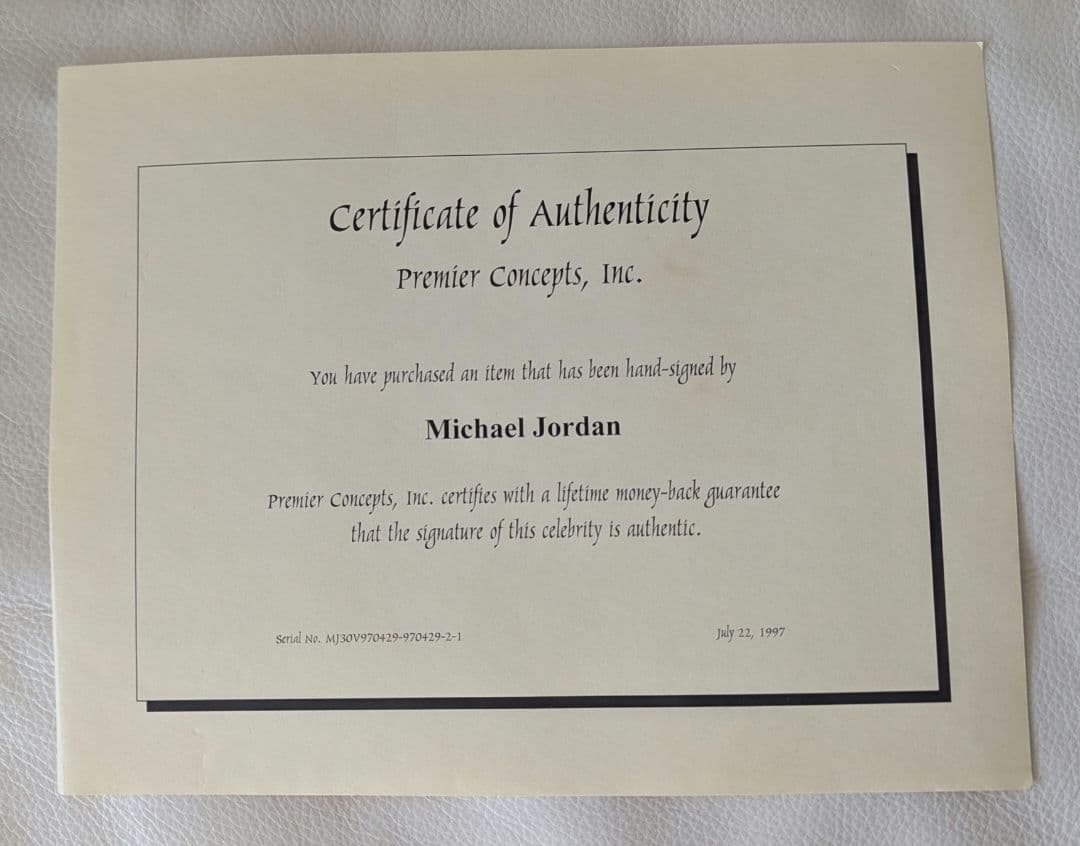 Certificate of Authenticity
Premier Concepts, Inc.
You have purchased an item that has been hand-signed by
Michael Jordan
Premier Concepts, Inc. certifies with a lifetime money-back guarantee
that the signature of this celebrity is authentic.
Serial No. MJ30V970429-970429-2-1
July 22, 1997